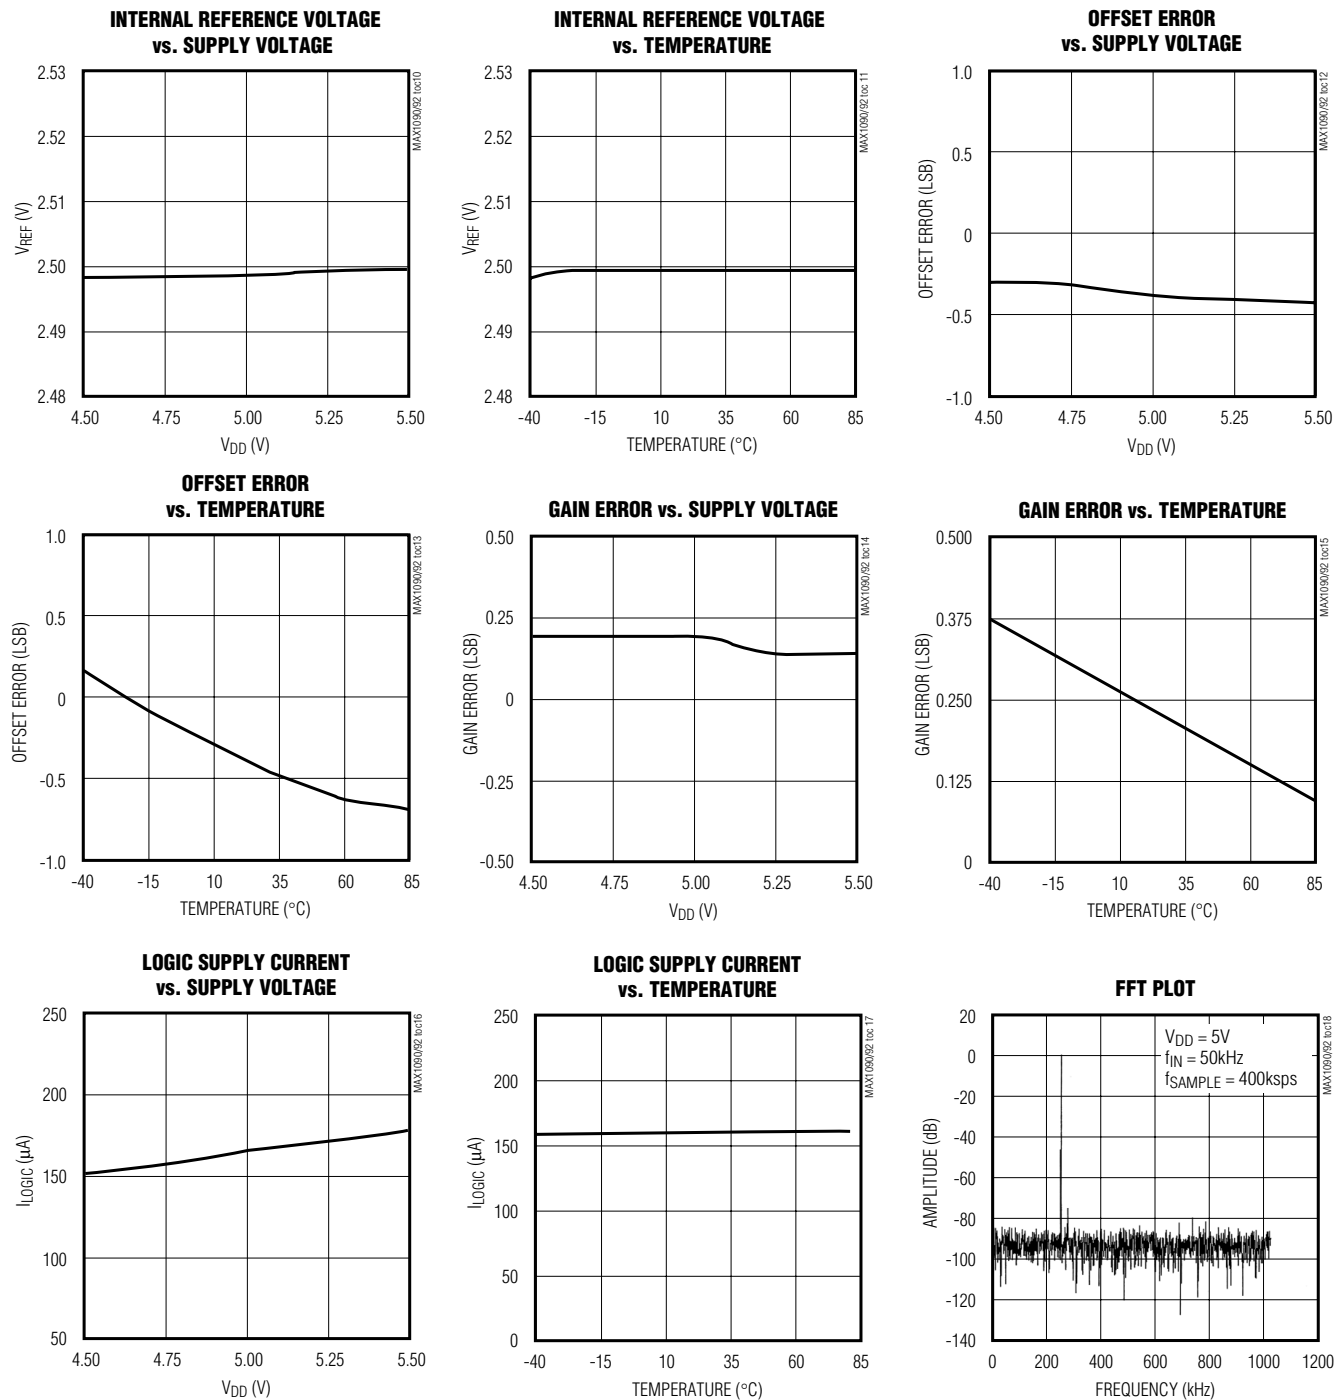 INTERNAL REFERENCE VOLTAGE
vs. SUPPLY VOLTAGE
MAX1090/92 toc10
2.53
2.52
2.51
2.50
2.49
2.48
VREF (V)
4.50 4.75 5.00 5.25 5.50
VDD (V)
INTERNAL REFERENCE VOLTAGE
vs. TEMPERATURE
MAX1090/92 toc 11
2.53
2.52
2.51
2.50
2.49
2.48
VREF (V)
-40 -15 10 35 60 85
TEMPERATURE (°C)
OFFSET ERROR
vs. SUPPLY VOLTAGE
MAX1090/92 toc12
1.0
0.5
0
-0.5
-1.0
OFFSET ERROR (LSB)
4.50 4.75 5.00 5.25 5.50
VDD (V)
OFFSET ERROR
vs. TEMPERATURE
MAX1090/92 toc13
1.0
0.5
0
-0.5
-1.0
OFFSET ERROR (LSB)
-40 -15 10 35 60 85
TEMPERATURE (°C)
GAIN ERROR vs. SUPPLY VOLTAGE
MAX1090/92 toc14
0.50
0.25
0
-0.25
-0.50
GAIN ERROR (LSB)
4.50 4.75 5.00 5.25 5.50
VDD (V)
GAIN ERROR vs. TEMPERATURE
MAX1090/92 toc15
0.500
0.375
0.250
0.125
0
GAIN ERROR (LSB)
-40 -15 10 35 60 85
TEMPERATURE (°C)
LOGIC SUPPLY CURRENT
vs. SUPPLY VOLTAGE
MAX1090/92 toc16
250
200
150
100
50
ILOGIC (µA)
4.50 4.75 5.00 5.25 5.50
VDD (V)
LOGIC SUPPLY CURRENT
vs. TEMPERATURE
MAX1090/92 toc 17
250
200
150
100
50
0
ILOGIC (µA)
-40 -15 10 35 60 85
TEMPERATURE (°C)
FFT PLOT
MAX1090/92 toc18
VDD = 5V
fIN = 50kHz
fSAMPLE = 400ksps
20
0
-20
-40
-60
-80
-100
-120
-140
AMPLITUDE (dB)
0 200 400 600 800 1000 1200
FREQUENCY (kHz)